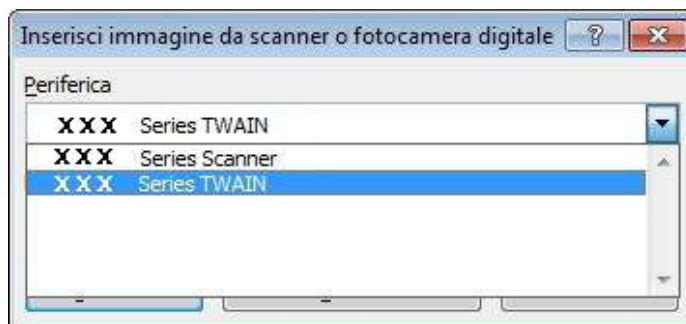 Inserisci immagine da scanner o fotocamera digitale
Periferica
XXX Series TWAIN
XXX Series Scanner
XXX Series TWAIN